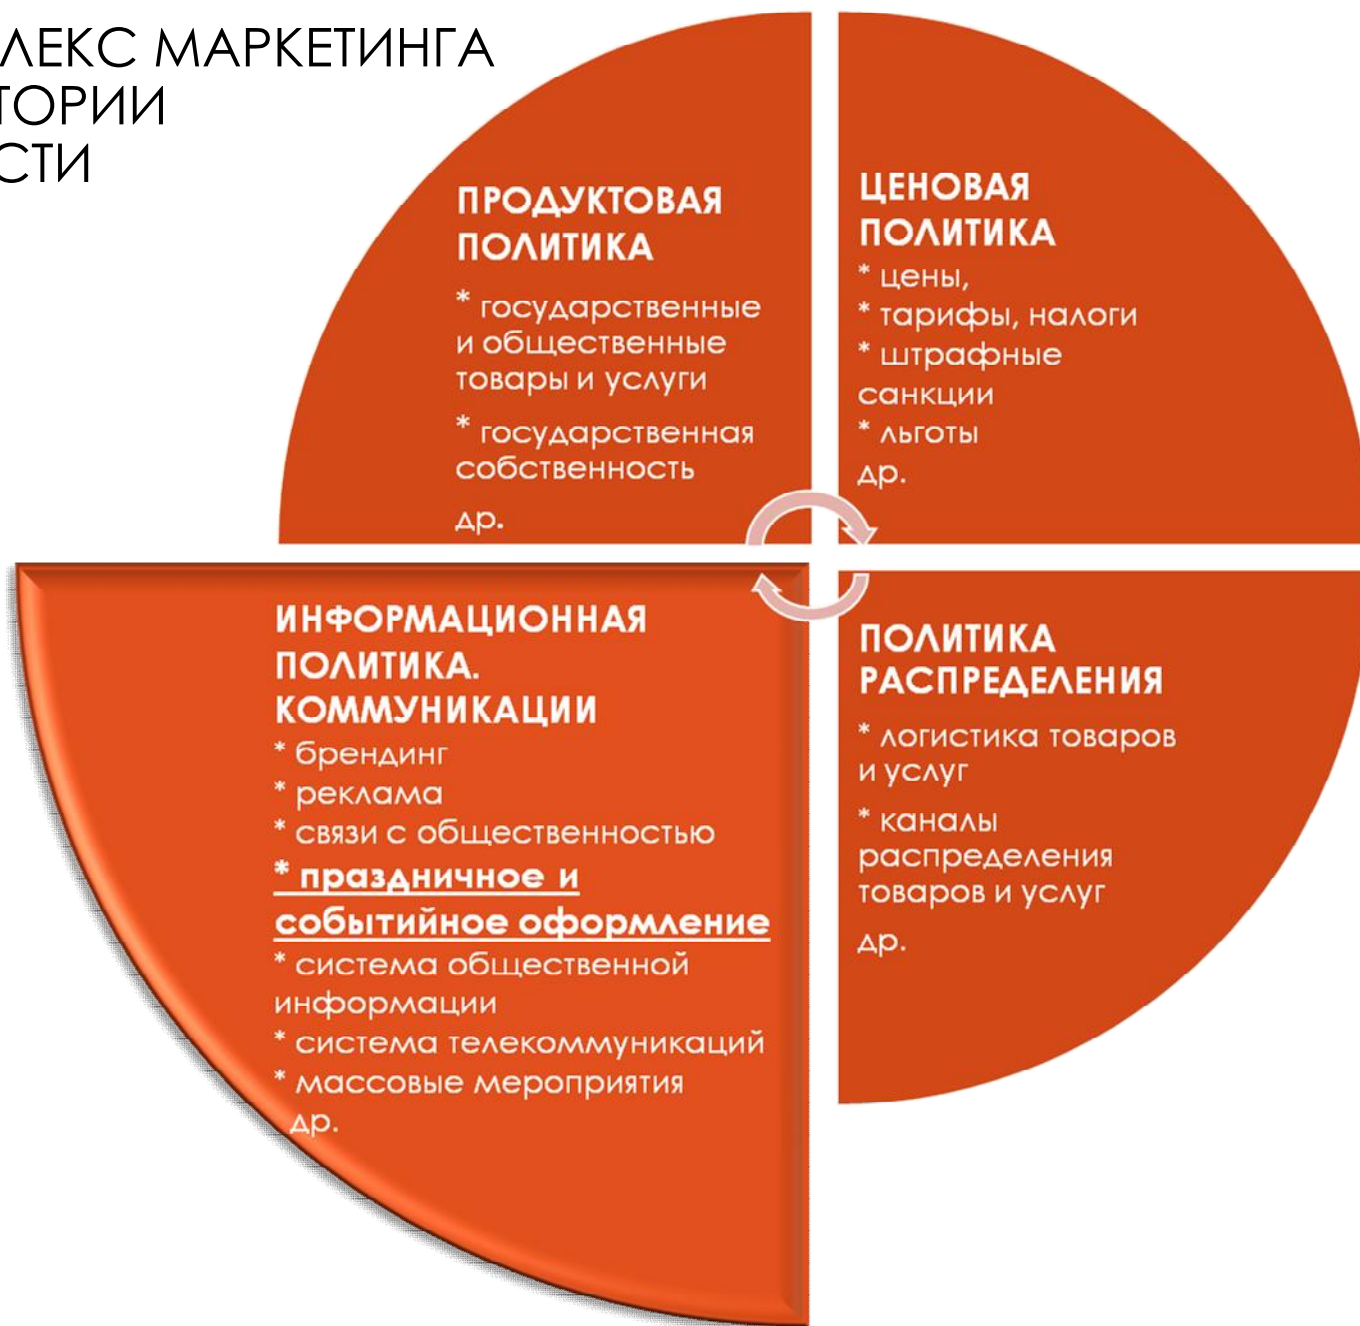 ЛЕКС МАРКЕТИНГА
ТОРИИ
СТИ
ПРОДУКТОВАЯ
ПОЛИТИКА
* государственные
и общественные
товары и услуги
* государственная
собственность
др.
ЦЕНОВАЯ
ПОЛИТИКА
* цены,
* тарифы, налоги
* штрафные
санкции
* льготы
др.
ИНФОРМАЦИОННАЯ
ПОЛИТИКА.
КОММУНИКАЦИИ
* брендинг
* реклама
* связи с общественностью
* праздничное и
событийное оформление
* система общественной
информации
* система телекоммуникаций
* массовые мероприятия
др.
ПОЛИТИКА
РАСПРЕДЕЛЕНИЯ
* логистика товаров
и услуг
* каналы
распределения
товаров и услуг
др.